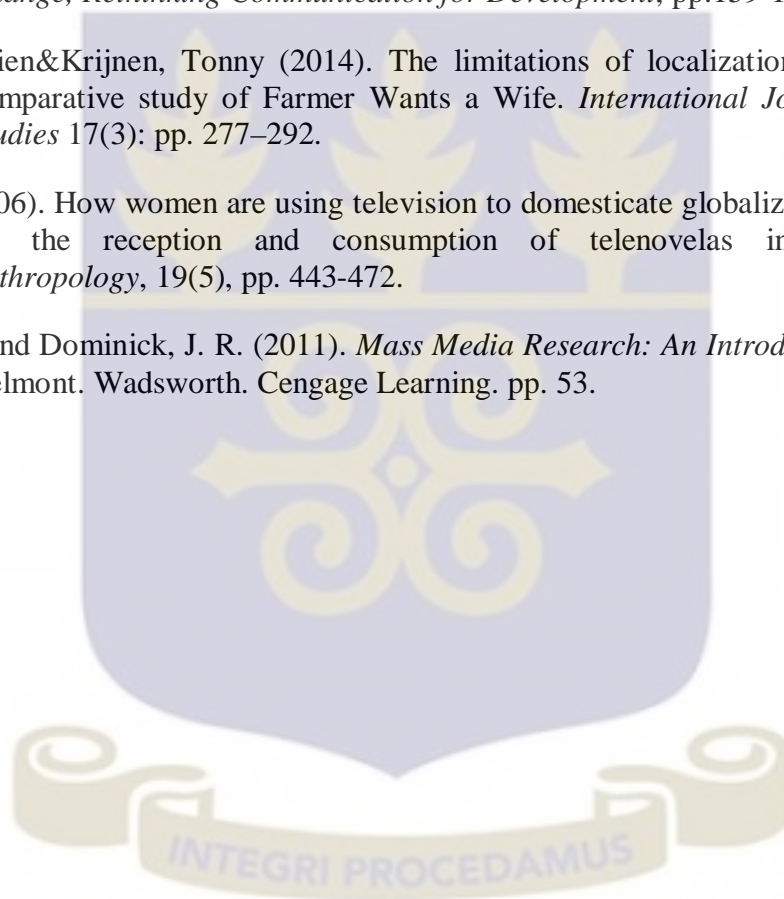 ange, Rethinking Communication for Development, pp.159-1
ien&Krijnen, Tonny (2014). The limitations of localization
mparative study of Farmer Wants a Wife. International Jo
udies 17(3): pp. 277–292.
06). How women are using television to domesticate globaliz
the reception and consumption of telenovelas in
thropology, 19(5), pp. 443-472.
nd Dominick, J. R. (2011). Mass Media Research: An Introd
elmont. Wadsworth. Cengage Learning. pp. 53.
INTEGRI PROCEDAMUS